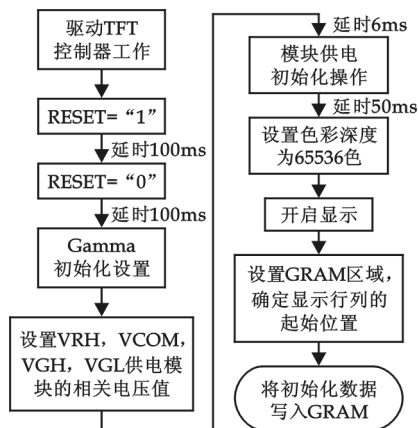 驱动TFT
控制器工作
RESET=“1”
延时100ms
RESET=“0”
延时100ms
Gamma
初始化设置
设置VRH，VCOM，
VGH，VGL供电模
块的相关电压值
延时6ms
模块供电
初始化操作
延时50ms
设置色彩深度
为65536色
开启显示
设置GRAM区域，
确定显示行列的
起始位置
将初始化数据
写入GRAM